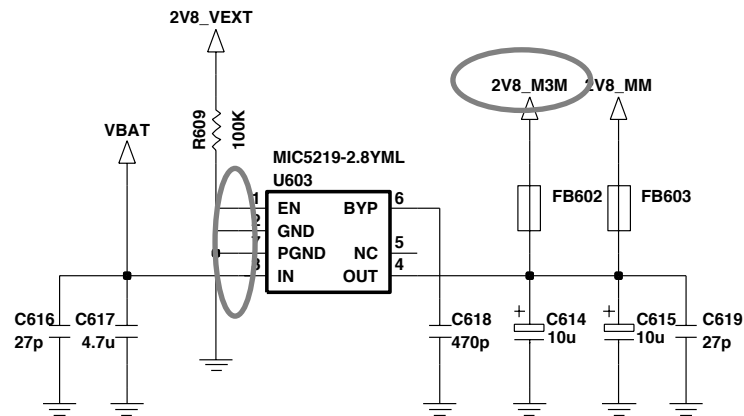 2V8_VEXT
2V8_M3M
2V8_MM
R609
100K
VBAT
MIC5219-2.8YML
U603
1
EN
BYP
6
2
GND
7
PGND
NC
5
3
IN
OUT
4
FB602
FB603
C616
27p
C617
4.7u
C618
470p
+
C614
10u
+
C615
10u
C619
27p